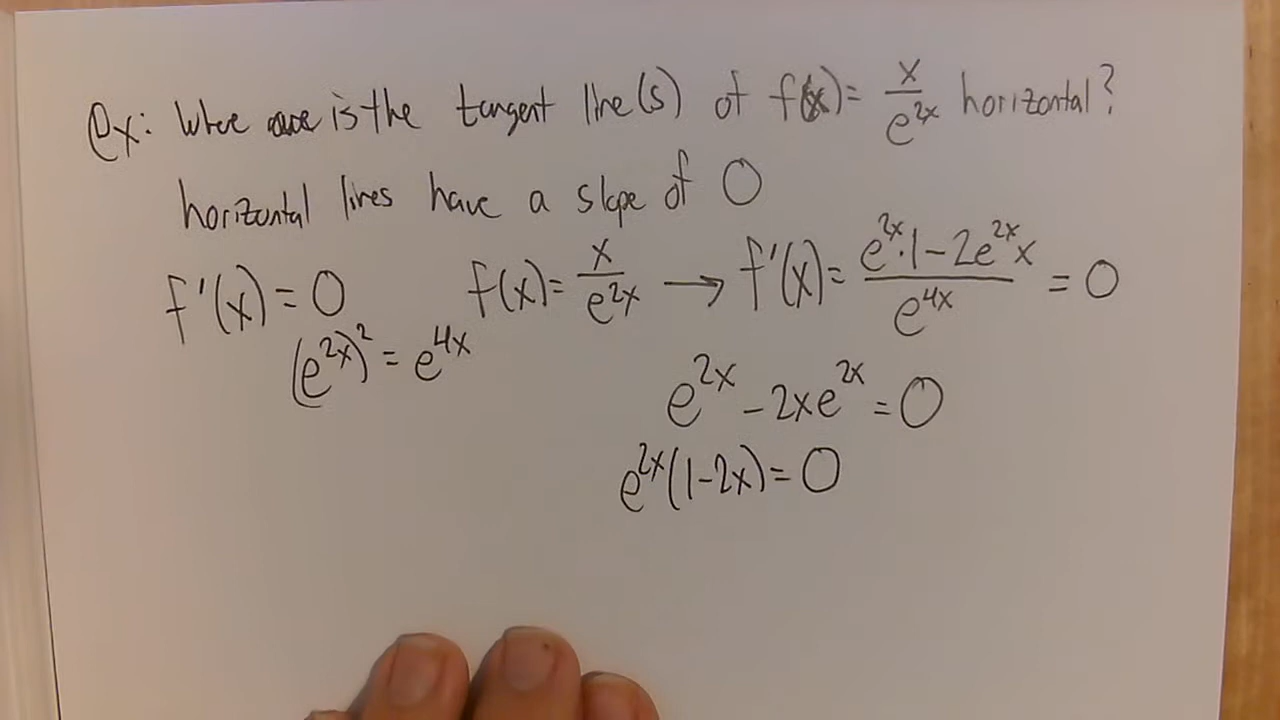 ex: Where is the tangent line(s) of f(x) = x/e^2x horizontal?
horizontal lines have a slope of 0
f'(x) = 0 f(x) = x/e^2x → f'(x) = (e^2x · 1 - 2e^2x x)/e^4x = 0
(e^2x)^2 = e^4x
e^2x - 2xe^2x = 0
e^2x(1-2x) = 0